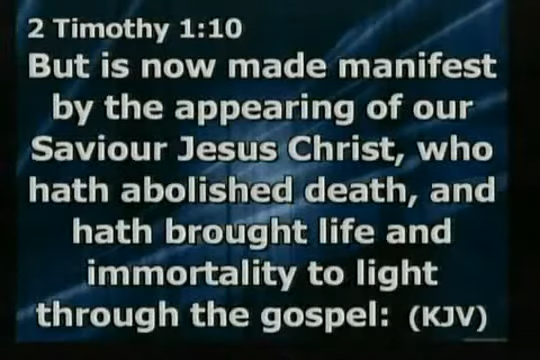 2 Timothy 1:10
But is now made manifest
by the appearing of our
Saviour Jesus Christ, who
hath abolished death, and
hath brought life and
immortality to light
through the gospel: (KJV)